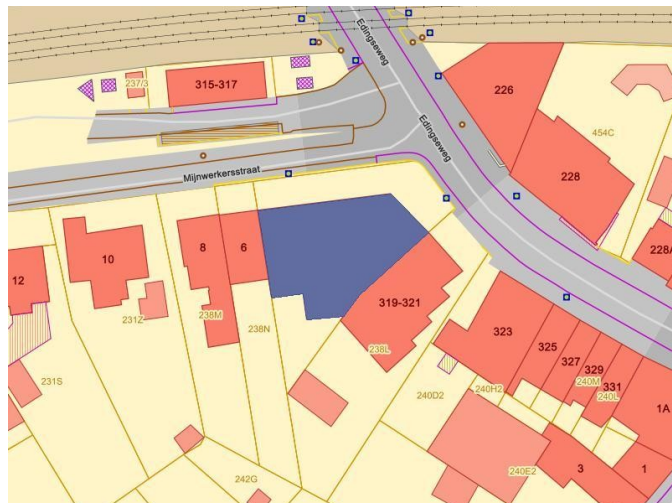 Edingseweg
237/3
315-317
226
454C
Edingseweg
Mijnwerkersstraat
228
228A
12
10
8
6
319-321
231Z
238M
238N
238L
323
325
327
329
331
1A
240M
240L
231S
240D2
240H2
240E2
3
1
242G